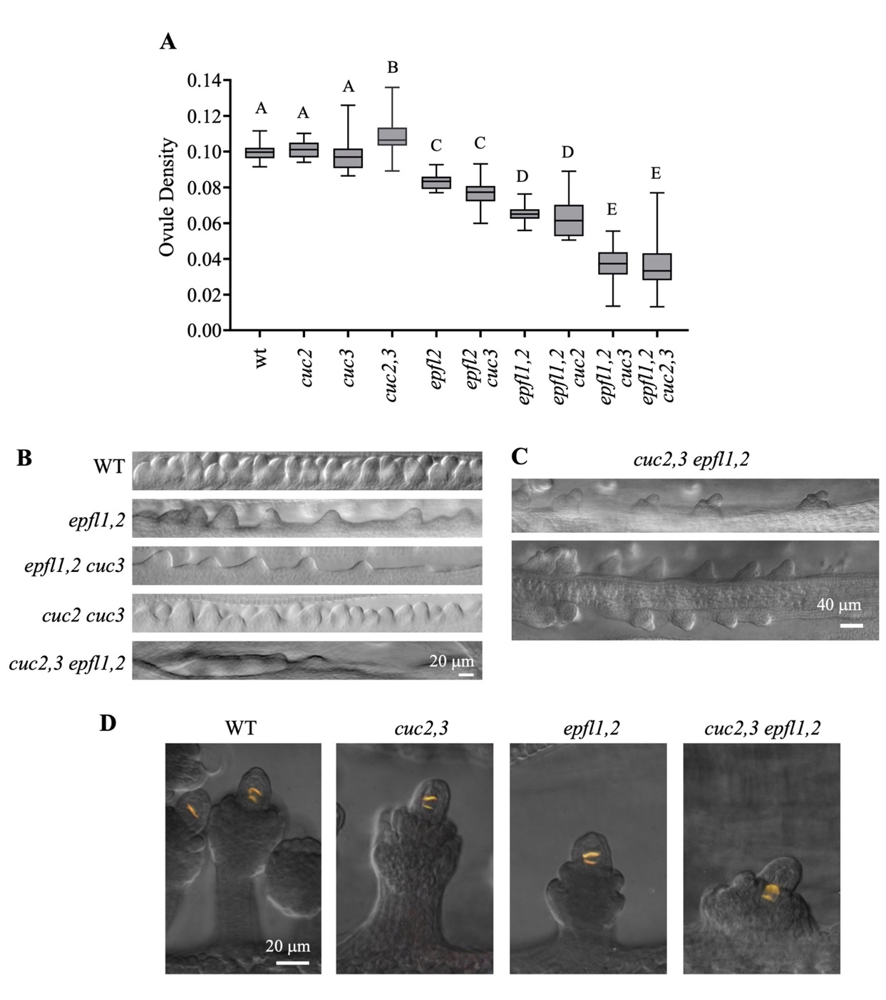 A
Ovule Density
0.14
0.12
0.10
0.08
0.06
0.04
0.02
0.00
A
A
A
B
C
C
D
D
E
E
wt
cuc2
cuc3
cuc2,3
epfl2
epfl2
cuc3
epfl1,2
epfl1,2
cuc2
epfl1,2
cuc3
epfl1,2
cuc2,3
B
WT
epfl1,2
epfl1,2 cuc3
cuc2 cuc3
cuc2,3 epfl1,2
20 µm
C
cuc2,3 epfl1,2
40 µm
D
WT
cuc2,3
epfl1,2
cuc2,3 epfl1,2
20 µm